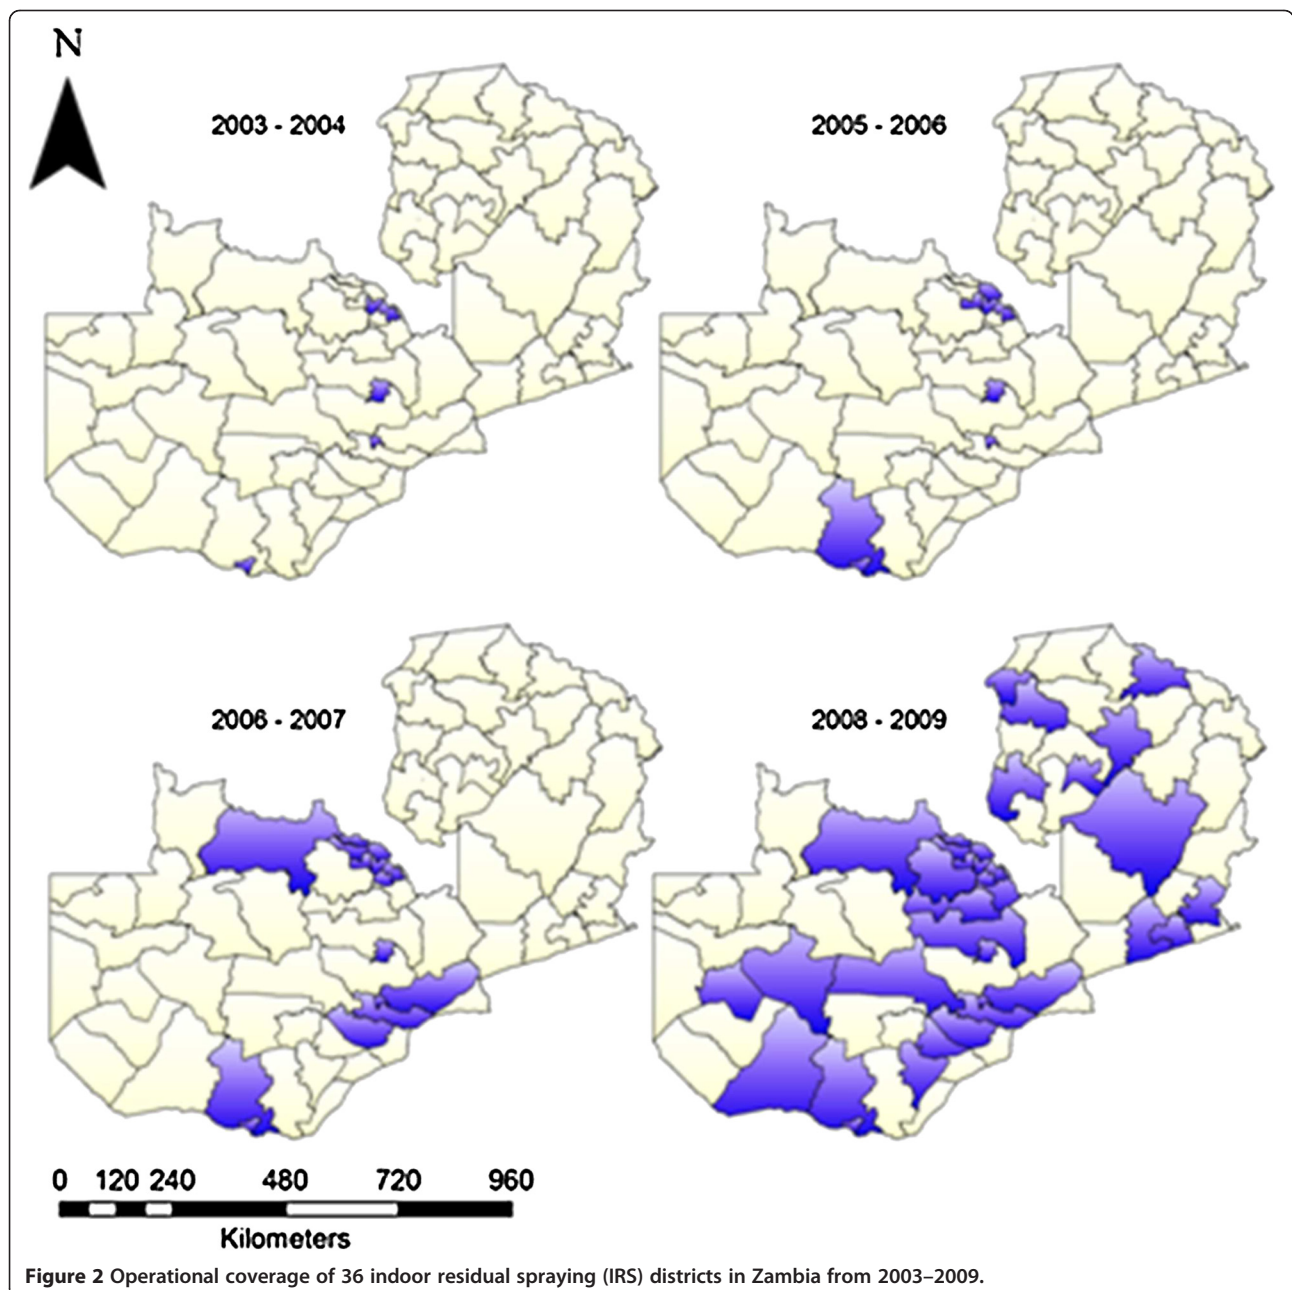 N
2003 - 2004
2005 - 2006
2006 - 2007
2008 - 2009
0 120 240 480 720 960
Kilometers
Figure 2 Operational coverage of 36 indoor residual spraying (IRS) districts in Zambia from 2003–2009.